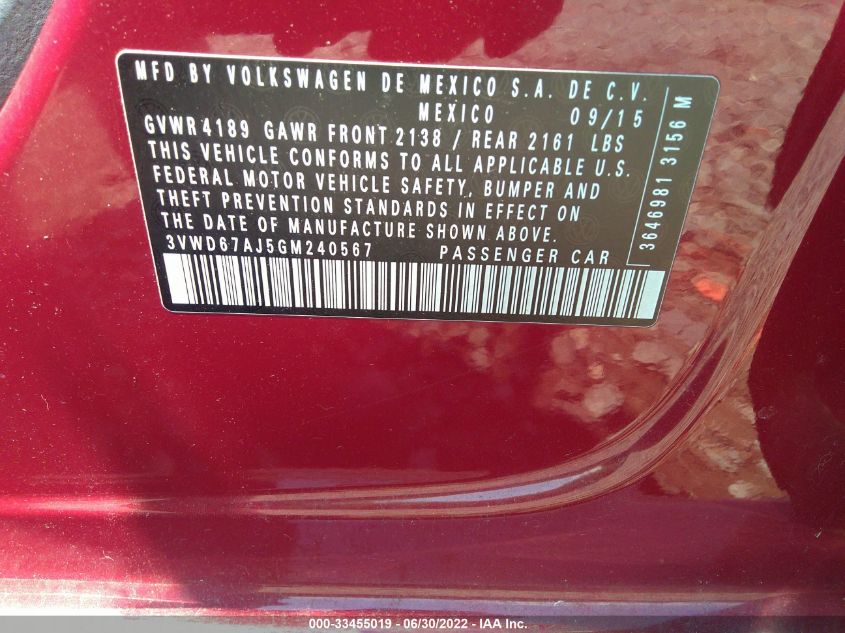 MFD BY VOLKSWAGEN DE MEXICO S.A. DE C.V.
MEXICO 09/15
GVWR 4189 GAWR FRONT 2138 / REAR 2161 LBS
THIS VEHICLE CONFORMS TO ALL APPLICABLE U.S.
FEDERAL MOTOR VEHICLE SAFETY, BUMPER AND
THEFT PREVENTION STANDARDS IN EFFECT ON
THE DATE OF MANUFACTURE SHOWN ABOVE.
3VWD67AJ5GM240567 PASSENGER CAR
3646981 3156 M
000-33455019 - 06/30/2022 - IAA Inc.